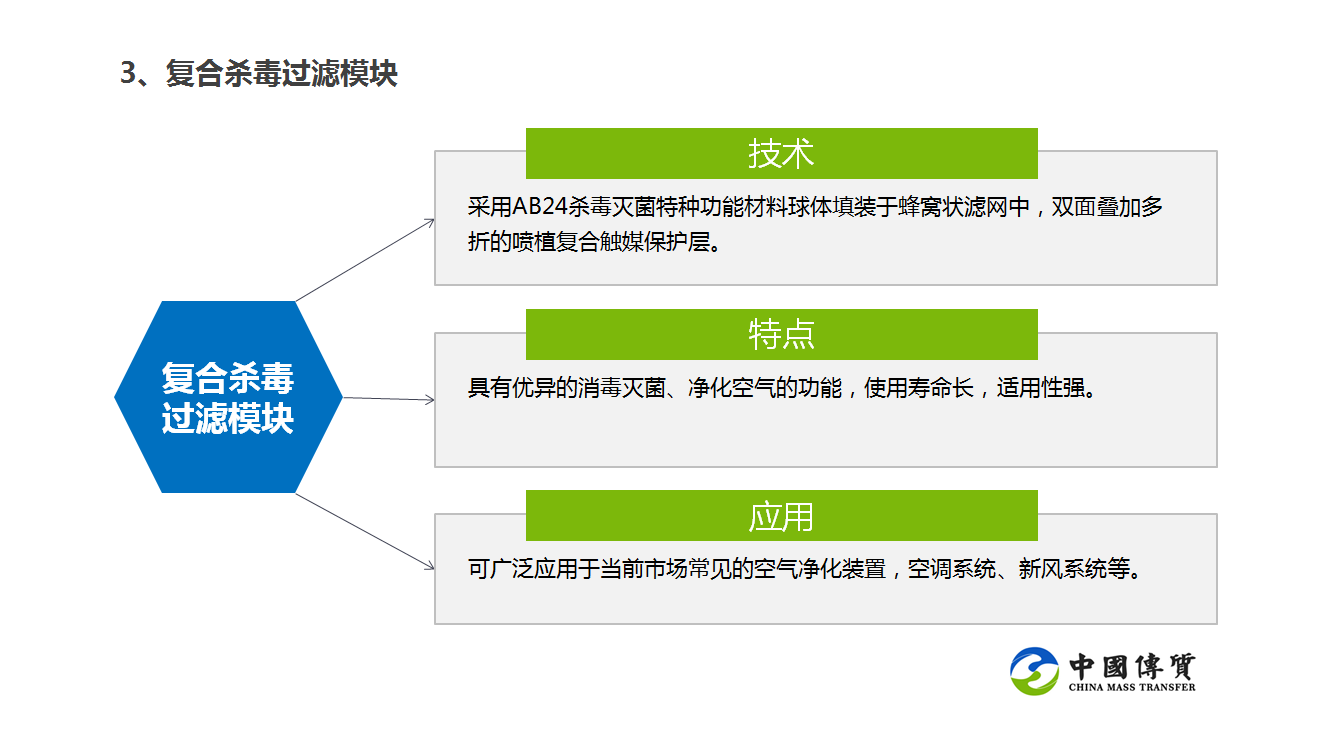 3、复合杀毒过滤模块
技术
采用AB24杀毒灭菌特种功能材料球体填装于蜂窝状滤网中，双面叠加多
折的喷植复合触媒保护层。
复合杀毒
过滤模块
特点
具有优异的消毒灭菌、净化空气的功能，使用寿命长，适用性强。
应用
可广泛应用于当前市场常见的空气净化装置，空调系统、新风系统等。
中國傳質
CHINA MASS TRANSFER